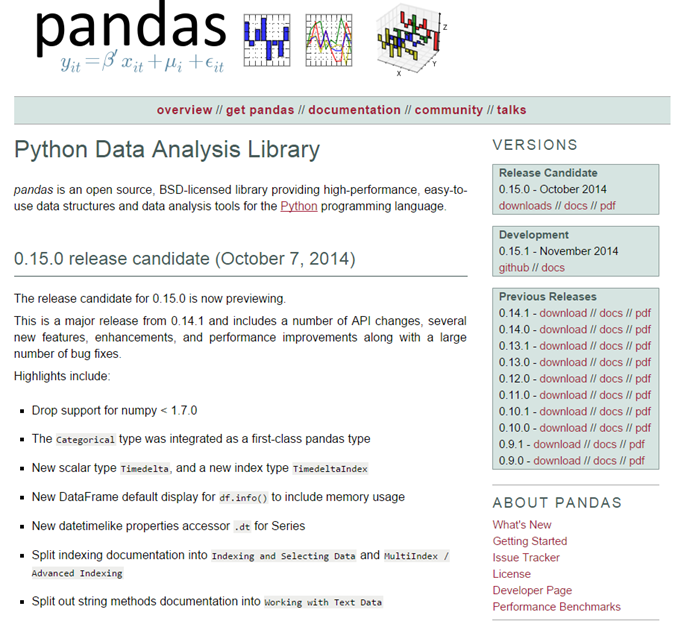 pandas
y_it = β′x_it + μ_i + ϵ_it
Z
Y
X
overview // get pandas // documentation // community // talks
Python Data Analysis Library
pandas is an open source, BSD-licensed library providing high-performance, easy-to-
use data structures and data analysis tools for the Python programming language.
0.15.0 release candidate (October 7, 2014)
The release candidate for 0.15.0 is now previewing.
This is a major release from 0.14.1 and includes a number of API changes, several
new features, enhancements, and performance improvements along with a large
number of bug fixes.
Highlights include:
Drop support for numpy < 1.7.0
The Categorical type was integrated as a first-class pandas type
New scalar type Timedelta, and a new index type TimedeltaIndex
New DataFrame default display for df.info() to include memory usage
New datetimelike properties accessor .dt for Series
Split indexing documentation into Indexing and Selecting Data and MultiIndex /
Advanced Indexing
Split out string methods documentation into Working with Text Data
VERSIONS
Release Candidate
0.15.0 - October 2014
downloads // docs // pdf
Development
0.15.1 - November 2014
github // docs
Previous Releases
0.14.1 - download // docs // pdf
0.14.0 - download // docs // pdf
0.13.1 - download // docs // pdf
0.13.0 - download // docs // pdf
0.12.0 - download // docs // pdf
0.11.0 - download // docs // pdf
0.10.1 - download // docs // pdf
0.10.0 - download // docs // pdf
0.9.1 - download // docs // pdf
0.9.0 - download // docs // pdf
ABOUT PANDAS
What's New
Getting Started
Issue Tracker
License
Developer Page
Performance Benchmarks